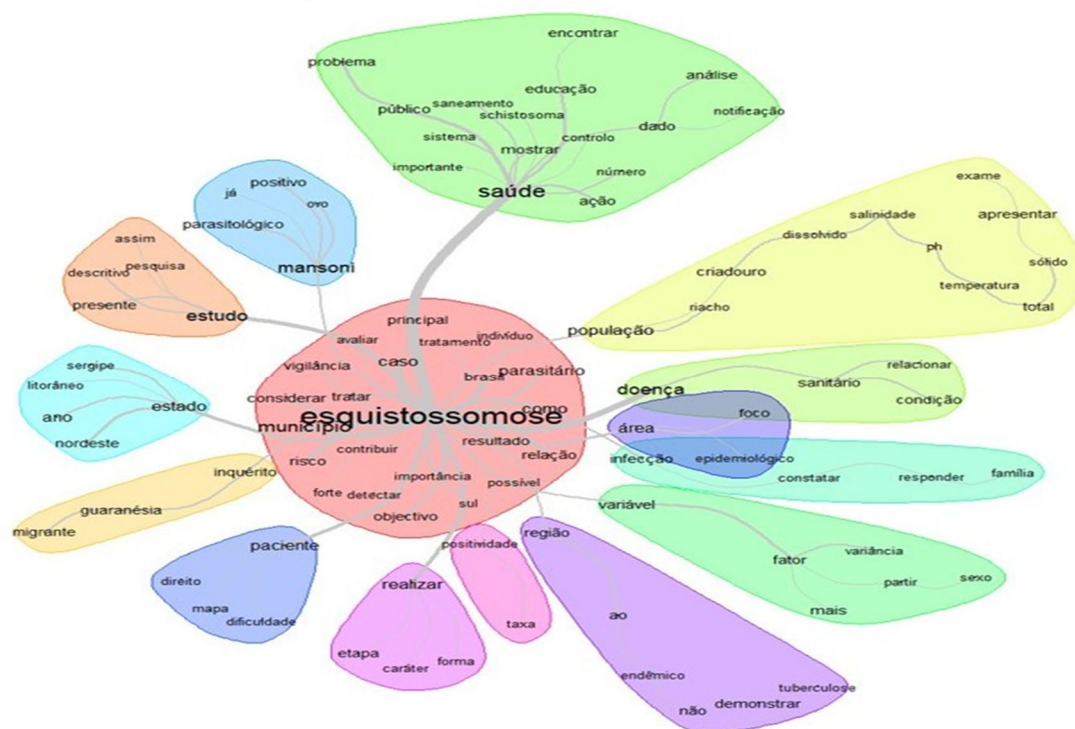 encontrar
problema
análise
educação
público
saneamento
schistosoma
notificação
dado
sistema
controlo
mostrar
importante
número
saúde
ação
exame
positivo
já
ovo
parasitológico
mansoni
salinidade
apresentar
dissolvido
ph
sólido
criadouro
temperatura
riacho
total
população
assim
pesquisa
descritivo
presente
estudo
principal
indivíduo
avaliar
tratamento
caso
vigilância
brasil
parasitário
considerar
tratar
como
esquistossomose
município
resultado
contribuir
relação
risco
importância
possível
forte
detectar
sul
objectivo
doença
relacionar
sanitário
condição
área
foco
infecção
epidemiológico
constatar
responder
família
sergipe
litorâneo
estado
ano
nordeste
inquérito
guaranésia
migrante
variável
variância
fator
partir
sexo
mais
paciente
direito
mapa
dificuldade
realizar
etapa
caráter
forma
positividade
taxa
região
ao
endêmico
tuberculose
não
demonstrar